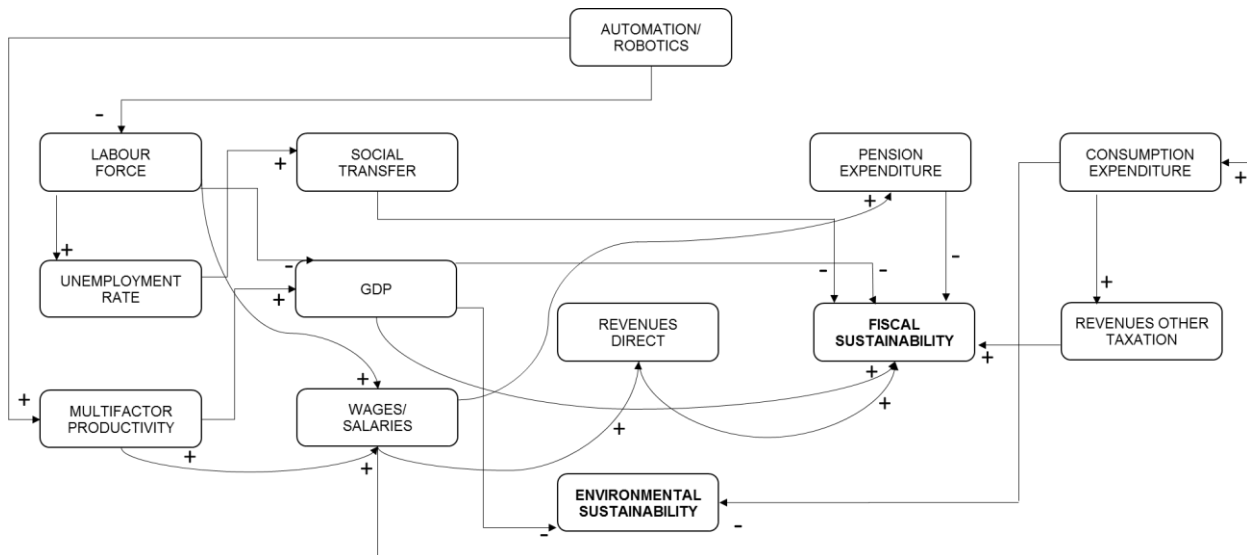 AUTOMATION/
ROBOTICS
-
LABOUR
FORCE
+
SOCIAL
TRANSFER
PENSION
EXPENDITURE
+
CONSUMPTION
EXPENDITURE
+
+
UNEMPLOYMENT
RATE
-
+
GDP
-
-
-
+
REVENUES
DIRECT
FISCAL
SUSTAINABILITY
+
REVENUES OTHER
TAXATION
+
MULTIFACTOR
PRODUCTIVITY
+
+
WAGES/
SALARIES
+
+
+
+
ENVIRONMENTAL
SUSTAINABILITY
-
-